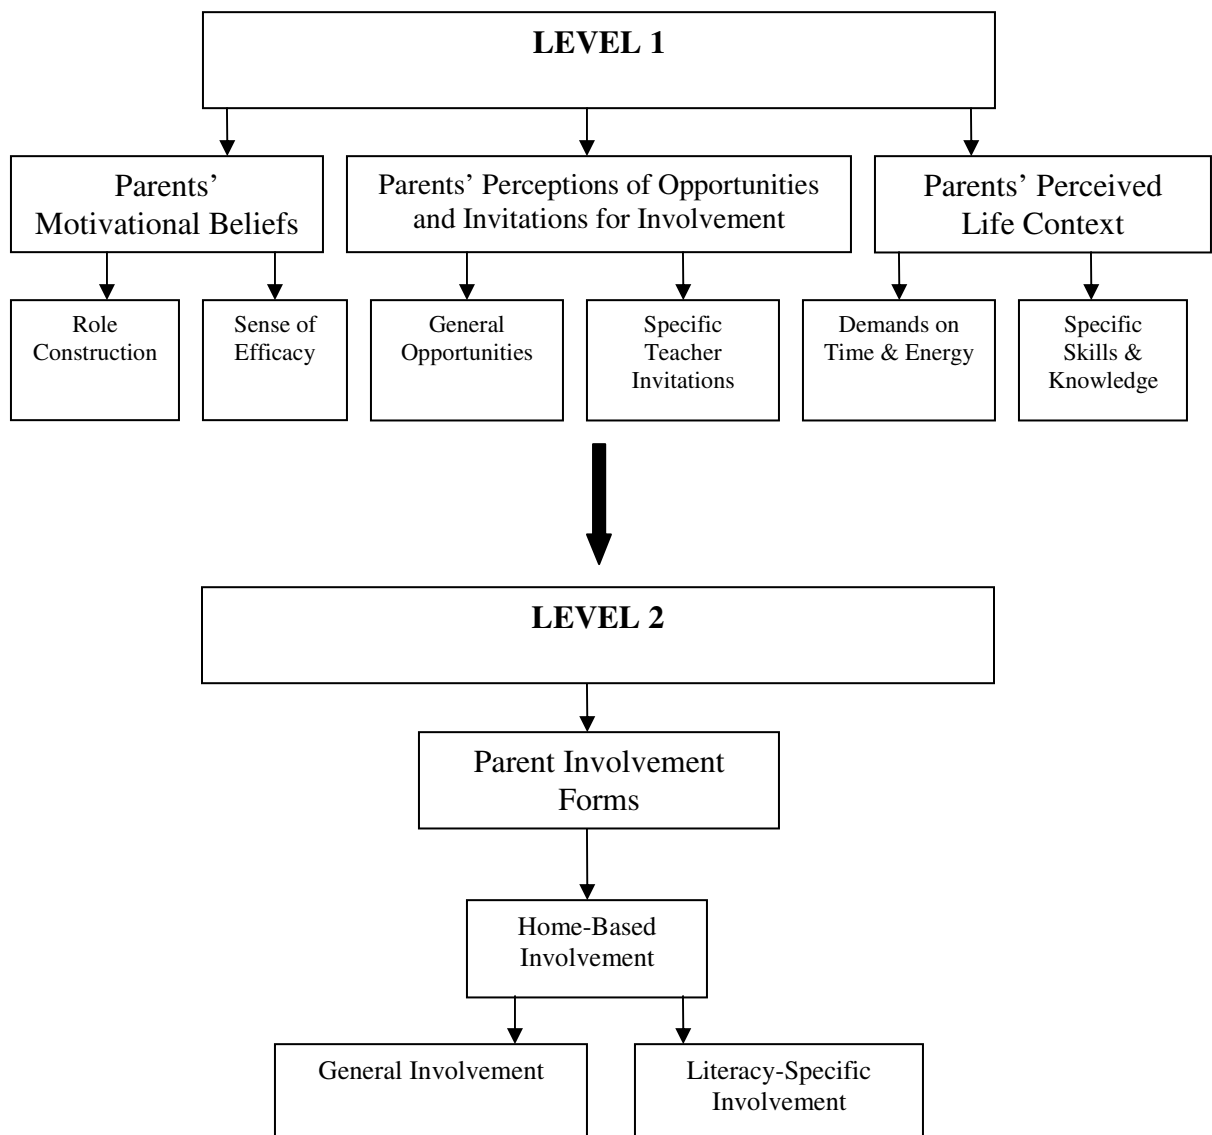 LEVEL 1
Parents’
Motivational Beliefs
Parents’ Perceptions of Opportunities
and Invitations for Involvement
Parents’ Perceived
Life Context
Role
Construction
Sense of
Efficacy
General
Opportunities
Specific
Teacher
Invitations
Demands on
Time & Energy
Specific
Skills &
Knowledge
LEVEL 2
Parent Involvement
Forms
Home-Based
Involvement
General Involvement
Literacy-Specific
Involvement